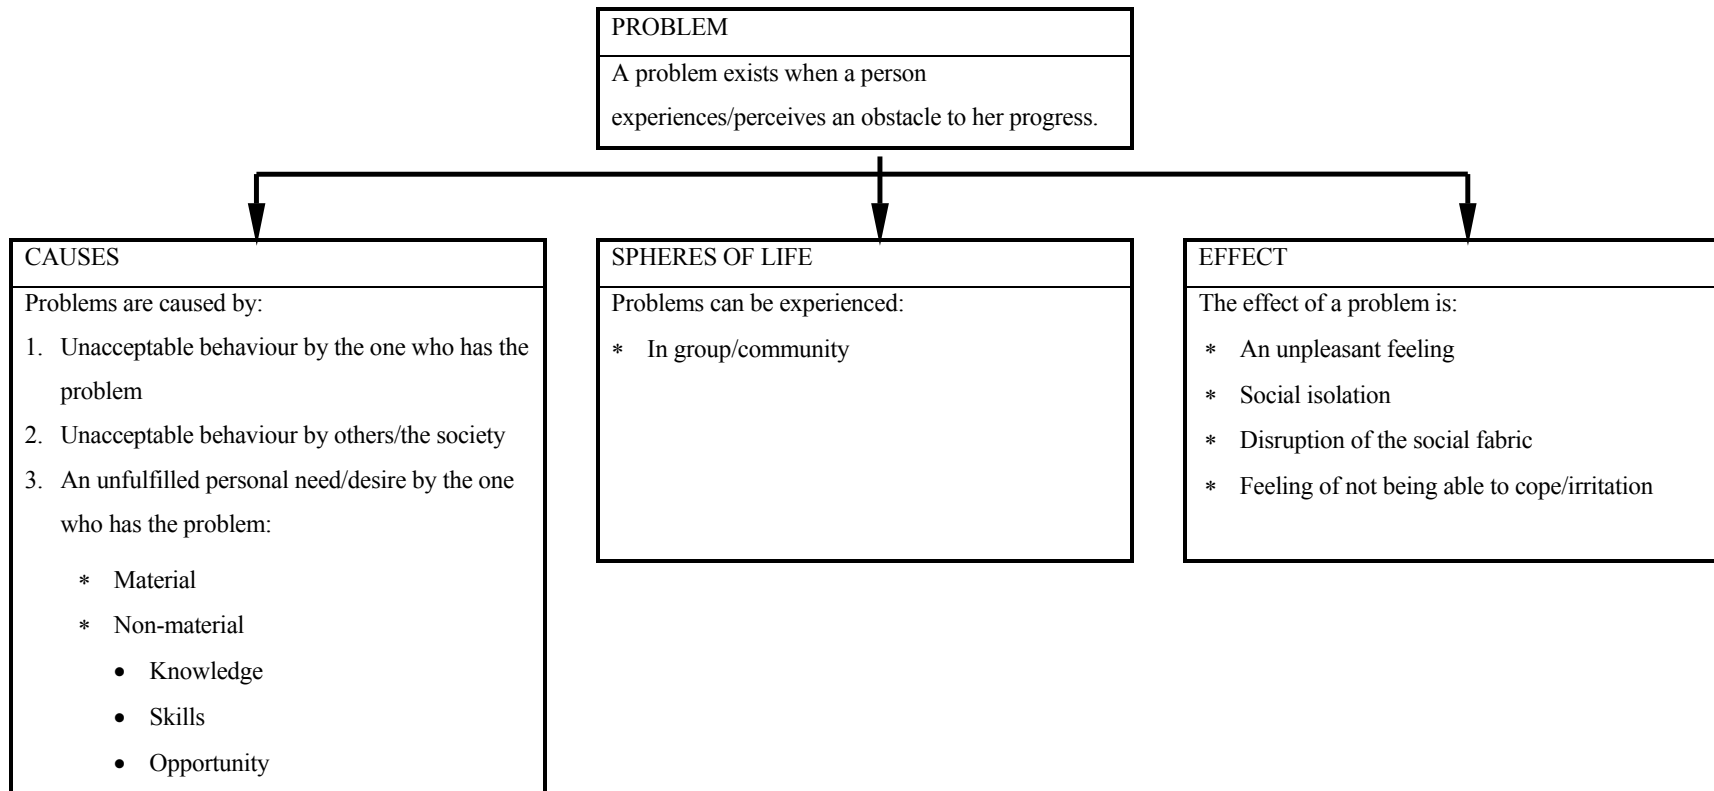 PROBLEM
A problem exists when a person
experiences/perceives an obstacle to her progress.
CAUSES
Problems are caused by:
1. Unacceptable behaviour by the one who has the
problem
2. Unacceptable behaviour by others/the society
3. An unfulfilled personal need/desire by the one
who has the problem:
* Material
* Non-material
• Knowledge
• Skills
• Opportunity
SPHERES OF LIFE
Problems can be experienced:
* In group/community
EFFECT
The effect of a problem is:
* An unpleasant feeling
* Social isolation
* Disruption of the social fabric
* Feeling of not being able to cope/irritation